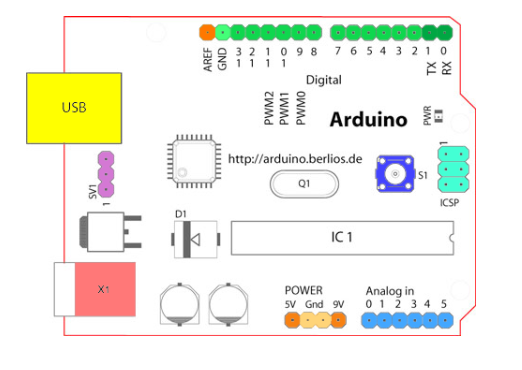 AREF
GND
13
12
11
10
9
8
7
6
5
4
3
2
1
0
TX
RX
Digital
USB
PWM2
PWM1
PWM0
Arduino
PWR
http://arduino.berlios.de
SV1
1
Q1
S1
1
ICSP
D1
IC 1
X1
POWER
5V Gnd 9V
Analog in
0 1 2 3 4 5